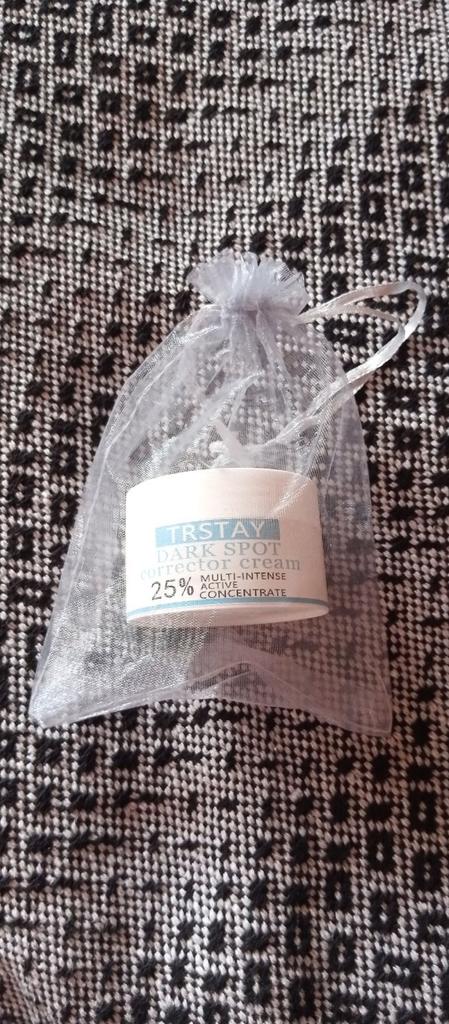 TRSTAY
DARK SPOT
corrector cream
25% MULTI-INTENSE
ACTIVE
CONCENTRATE